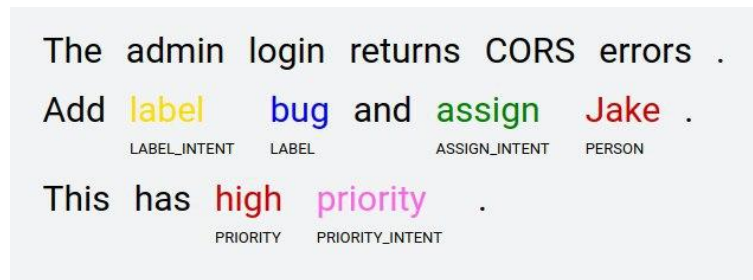 The admin login returns CORS errors .
Add label bug and assign Jake .
LABEL_INTENT LABEL ASSIGN_INTENT PERSON
This has high priority .
PRIORITY PRIORITY_INTENT